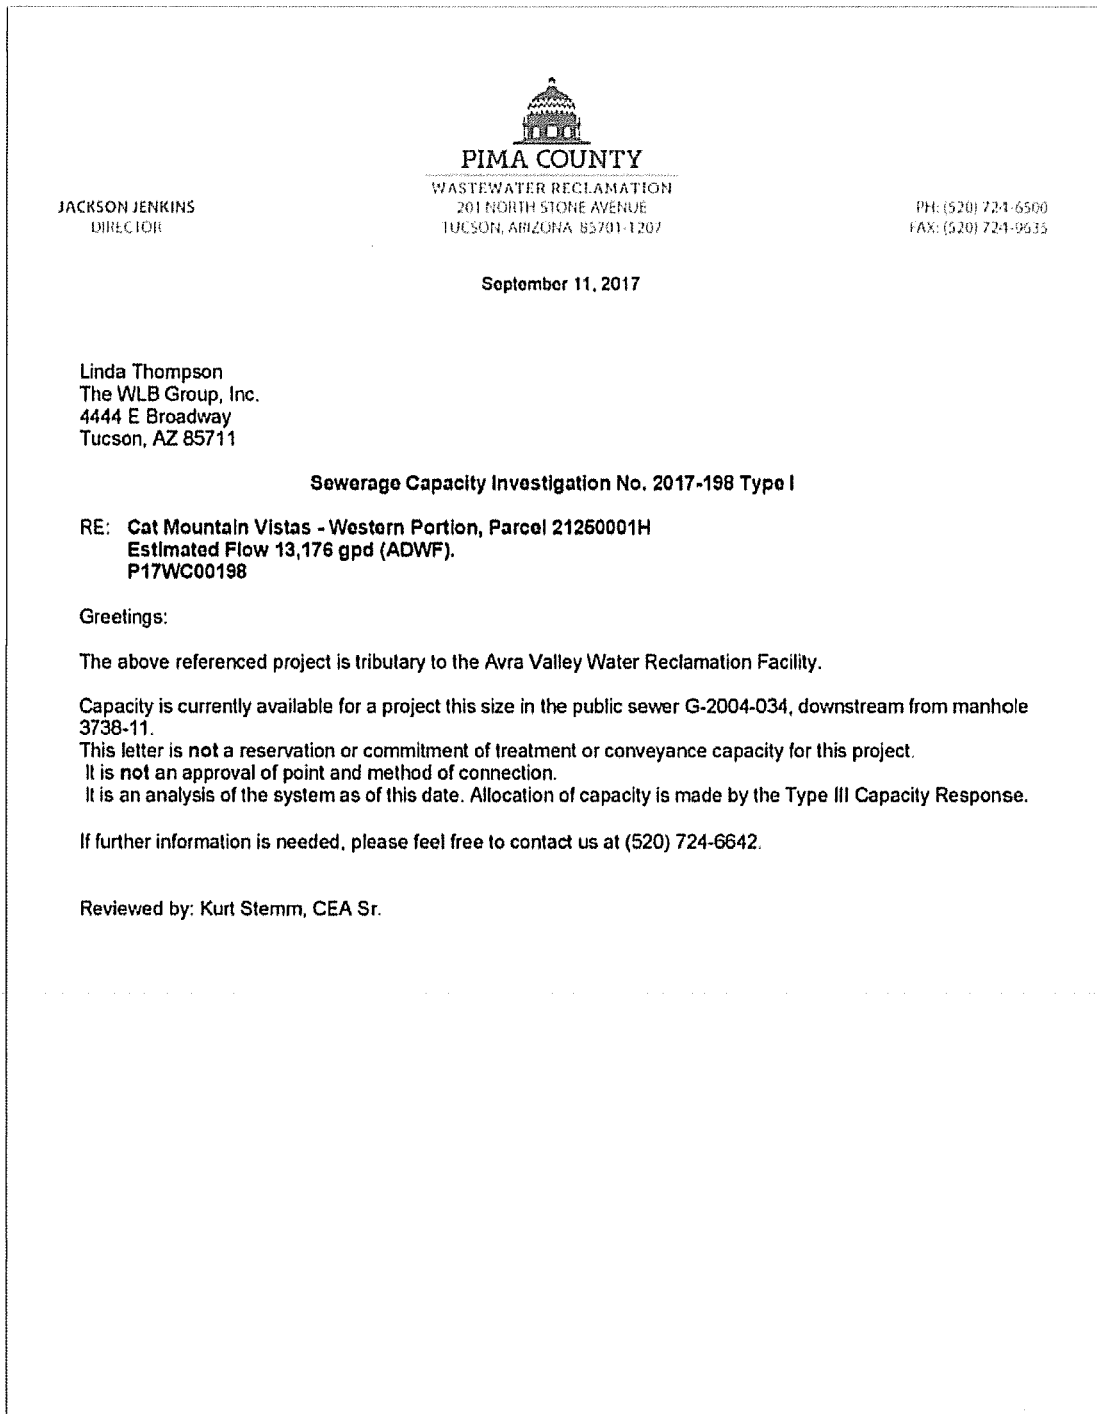 PIMA COUNTY
WASTEWATER RECLAMATION
JACKSON JENKINS
201 NORTH STONE AVENUE
PH: (520) 724-6500
DIRECTOR
TUCSON, ARIZONA 85701-1207
FAX: (520) 724-9635
September 11, 2017
Linda Thompson
The WLB Group, Inc.
4444 E Broadway
Tucson, AZ 85711
Sewerage Capacity Investigation No. 2017-198 Type I
RE: Cat Mountain Vistas - Western Portion, Parcel 21260001H
Estimated Flow 13,176 gpd (ADWF).
P17WC00198
Greetings:
The above referenced project is tributary to the Avra Valley Water Reclamation Facility.
Capacity is currently available for a project this size in the public sewer G-2004-034, downstream from manhole
3738-11.
This letter is not a reservation or commitment of treatment or conveyance capacity for this project.
It is not an approval of point and method of connection.
It is an analysis of the system as of this date. Allocation of capacity is made by the Type III Capacity Response.
If further information is needed, please feel free to contact us at (520) 724-6642.
Reviewed by: Kurt Stemm, CEA Sr.